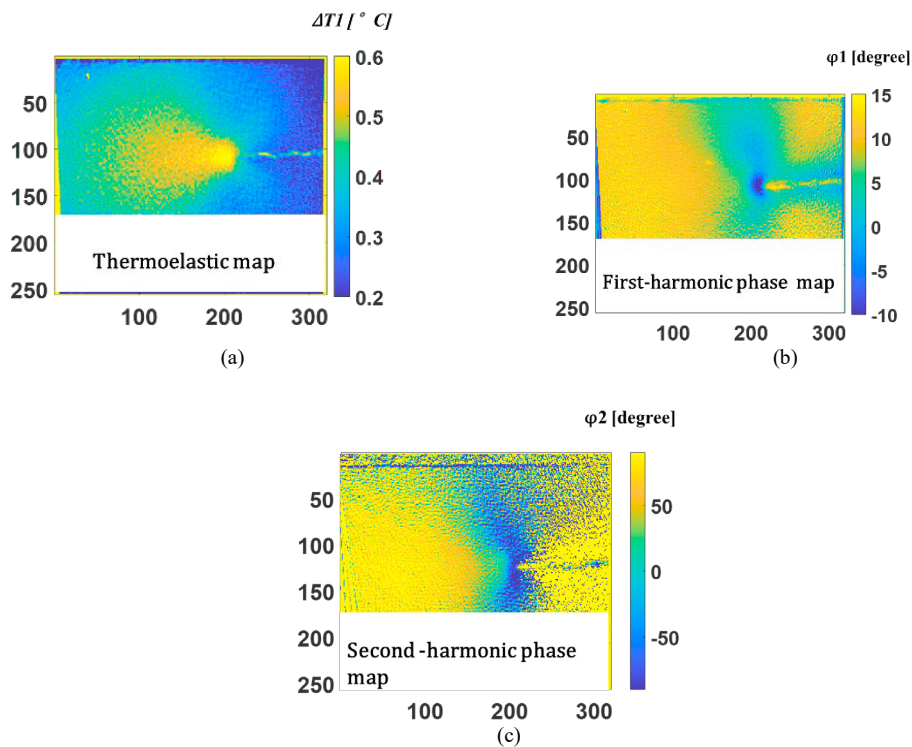 ΔT1 [ ° C]
0.6
0.5
0.4
0.3
0.2
50
100
150
200
250
100 200 300
Thermoelastic map
(a)
φ1 [degree]
15
10
5
0
-5
-10
0
50
100
150
200
250
100 200 300
First-harmonic phase map
(b)
φ2 [degree]
50
0
-50
50
100
150
200
250
100 200 300
Second -harmonic phase
map
(c)